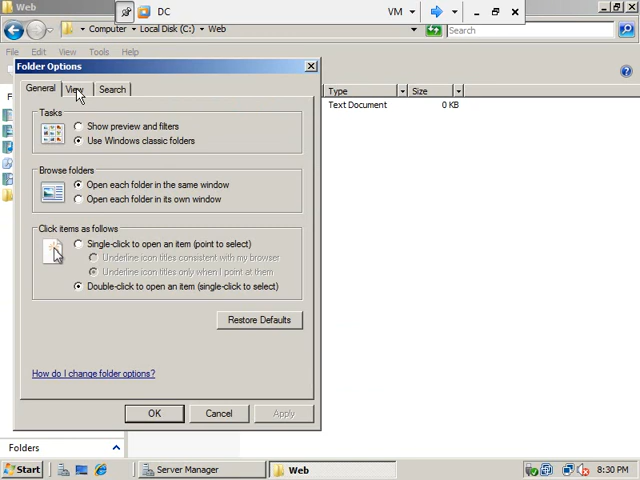 Web
DC
VM
Computer
Local Disk (C:)
Web
Search
File
Edit
View
Tools
Help
Folder Options
General
View
Search
Type
Size
Text Document
0 KB
Tasks
Show preview and filters
Use Windows classic folders
Browse folders
Open each folder in the same window
Open each folder in its own window
Click items as follows
Single-click to open an item (point to select)
Underline icon titles consistent with my browser
Underline icon titles only when I point at them
Double-click to open an item (single-click to select)
Restore Defaults
How do I change folder options?
OK
Cancel
Apply
Folders
Start
Server Manager
Web
8:30 PM